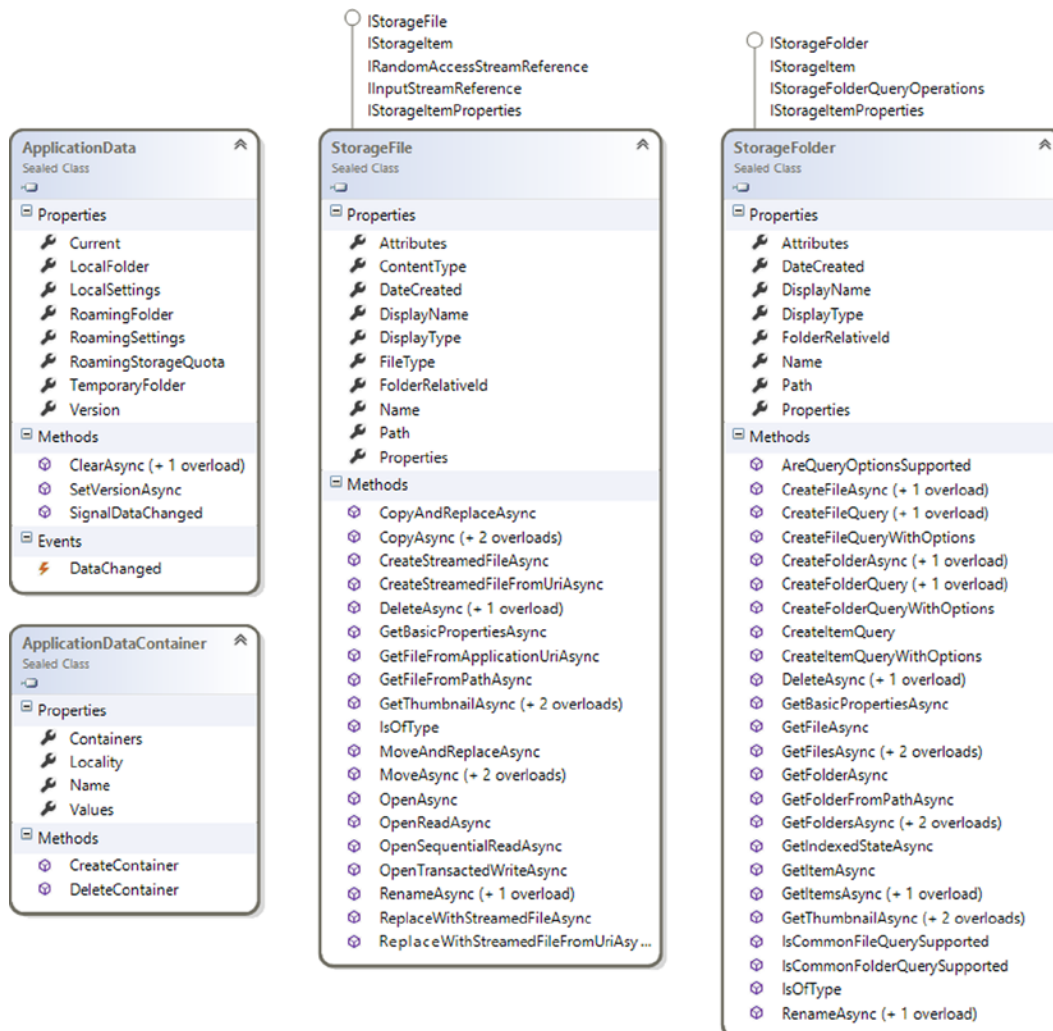 IStorageFile
IStorageItem
IRandomAccessStreamReference
IInputStreamReference
IStorageItemProperties
IStorageFolder
IStorageItem
IStorageFolderQueryOperations
IStorageItemProperties
ApplicationData
Sealed Class
Properties
Current
LocalFolder
LocalSettings
RoamingFolder
RoamingSettings
RoamingStorageQuota
TemporaryFolder
Version
Methods
ClearAsync (+ 1 overload)
SetVersionAsync
SignalDataChanged
Events
DataChanged
ApplicationDataContainer
Sealed Class
Properties
Containers
Locality
Name
Values
Methods
CreateContainer
DeleteContainer
StorageFile
Sealed Class
Properties
Attributes
ContentType
DateCreated
DisplayName
DisplayType
FileType
FolderRelativeId
Name
Path
Properties
Methods
CopyAndReplaceAsync
CopyAsync (+ 2 overloads)
CreateStreamedFileAsync
CreateStreamedFileFromUriAsync
DeleteAsync (+ 1 overload)
GetBasicPropertiesAsync
GetFileFromApplicationUriAsync
GetFileFromPathAsync
GetThumbnailAsync (+ 2 overloads)
IsOfType
MoveAndReplaceAsync
MoveAsync (+ 2 overloads)
OpenAsync
OpenReadAsync
OpenSequentialReadAsync
OpenTransactedWriteAsync
RenameAsync (+ 1 overload)
ReplaceWithStreamedFileAsync
ReplaceWithStreamedFileFromUriAsy...
StorageFolder
Sealed Class
Properties
Attributes
DateCreated
DisplayName
DisplayType
FolderRelativeId
Name
Path
Properties
Methods
AreQueryOptionsSupported
CreateFileAsync (+ 1 overload)
CreateFileQuery (+ 1 overload)
CreateFileQueryWithOptions
CreateFolderAsync (+ 1 overload)
CreateFolderQuery (+ 1 overload)
CreateFolderQueryWithOptions
CreateItemQuery
CreateItemQueryWithOptions
DeleteAsync (+ 1 overload)
GetBasicPropertiesAsync
GetFileAsync
GetFilesAsync (+ 2 overloads)
GetFolderAsync
GetFolderFromPathAsync
GetFoldersAsync (+ 2 overloads)
GetIndexedStateAsync
GetItemAsync
GetItemsAsync (+ 1 overload)
GetThumbnailAsync (+ 2 overloads)
IsCommonFileQuerySupported
IsCommonFolderQuerySupported
IsOfType
RenameAsync (+ 1 overload)